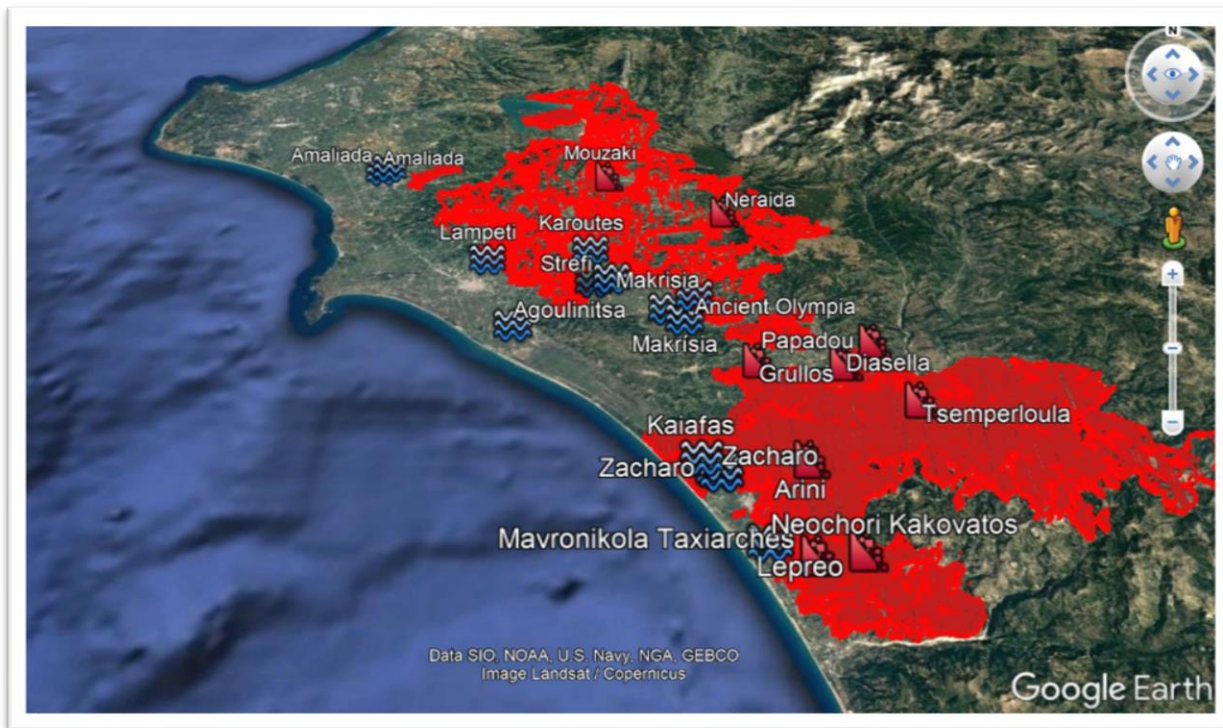 N
Mouzaki
Amaliada
Amaliada
Neraida
Karoutes
Lampeti
Strefi
Makrisia
Agoulinitsa
Ancient Olympia
Makrisia
Papadou
Diasella
Grullos
Tsemperloula
Kaiafas
Zacharo
Zacharo
Arini
Neochori Kakovatos
Mavronikola Taxiarches
Lepreo
Data SIO, NOAA, U.S. Navy, NGA, GEBCO
Image Landsat / Copernicus
Google Earth